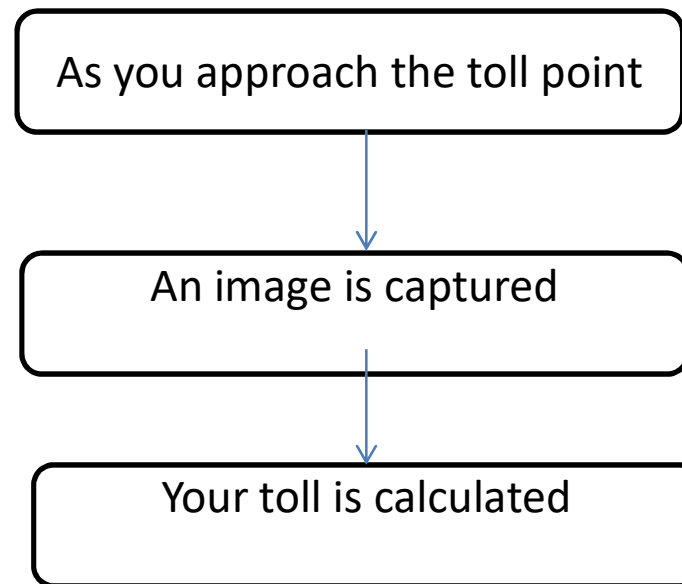 As you approach the toll point
An image is captured
Your toll is calculated